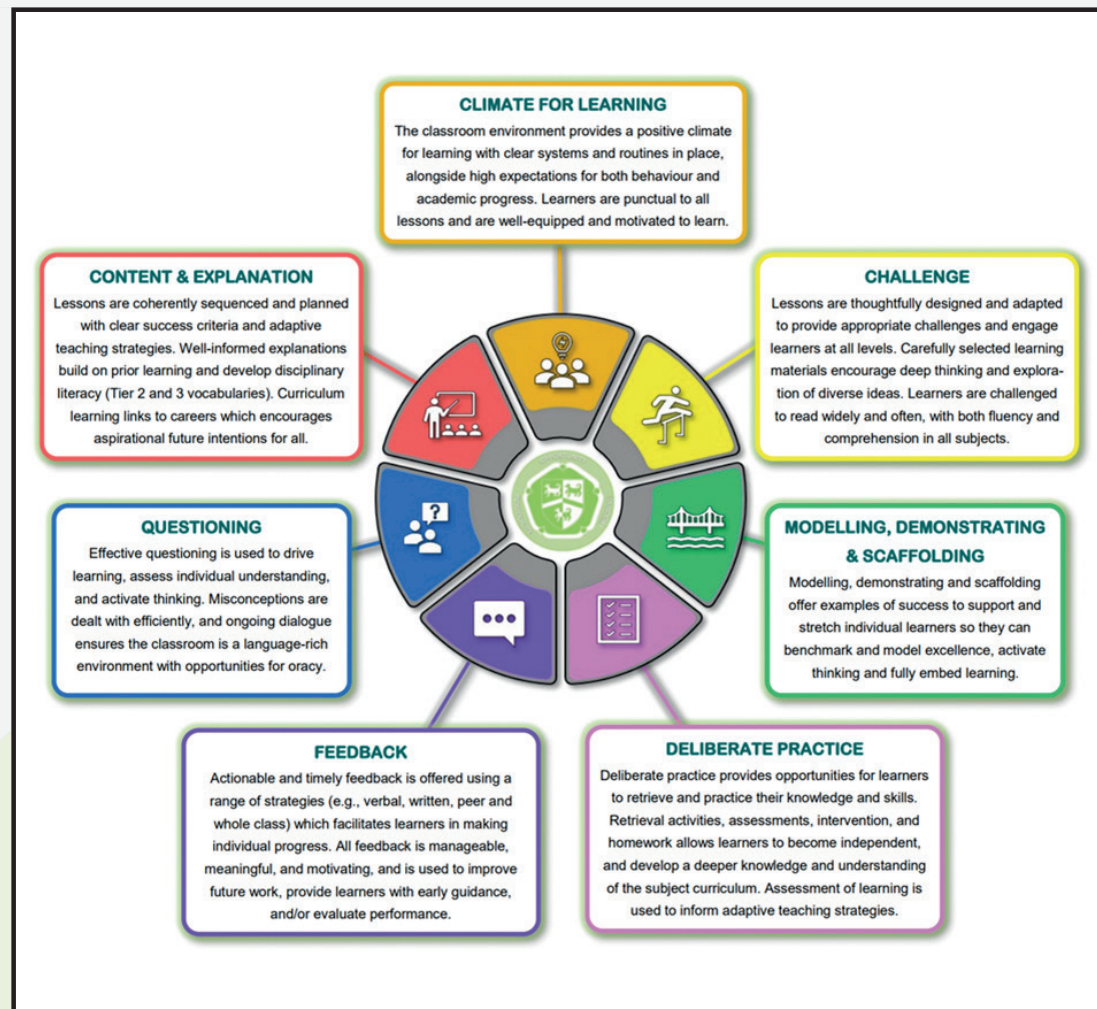 CLIMATE FOR LEARNING
The classroom environment provides a positive climate
for learning with clear systems and routines in place,
alongside high expectations for both behaviour and
academic progress. Learners are punctual to all
lessons and are well-equipped and motivated to learn.
CONTENT & EXPLANATION
Lessons are coherently sequenced and planned
with clear success criteria and adaptive
teaching strategies. Well-informed explanations
build on prior learning and develop disciplinary
literacy (Tier 2 and 3 vocabularies). Curriculum
learning links to careers which encourages
aspirational future intentions for all.
CHALLENGE
Lessons are thoughtfully designed and adapted
to provide appropriate challenges and engage
learners at all levels. Carefully selected learning
materials encourage deep thinking and explora-
tion of diverse ideas. Learners are challenged
to read widely and often, with both fluency and
comprehension in all subjects.
QUESTIONING
Effective questioning is used to drive
learning, assess individual understanding,
and activate thinking. Misconceptions are
dealt with efficiently, and ongoing dialogue
ensures the classroom is a language-rich
environment with opportunities for oracy.
?
MODELLING, DEMONSTRATING
& SCAFFOLDING
Modelling, demonstrating and scaffolding
offer examples of success to support and
stretch individual learners so they can
benchmark and model excellence, activate
thinking and fully embed learning.
FEEDBACK
Actionable and timely feedback is offered using a
range of strategies (e.g., verbal, written, peer and
whole class) which facilitates learners in making
individual progress. All feedback is manageable,
meaningful, and motivating, and is used to improve
future work, provide learners with early guidance,
and/or evaluate performance.
DELIBERATE PRACTICE
Deliberate practice provides opportunities for learners
to retrieve and practice their knowledge and skills.
Retrieval activities, assessments, intervention, and
homework allows learners to become independent,
and develop a deeper knowledge and understanding
of the subject curriculum. Assessment of learning is
used to inform adaptive teaching strategies.